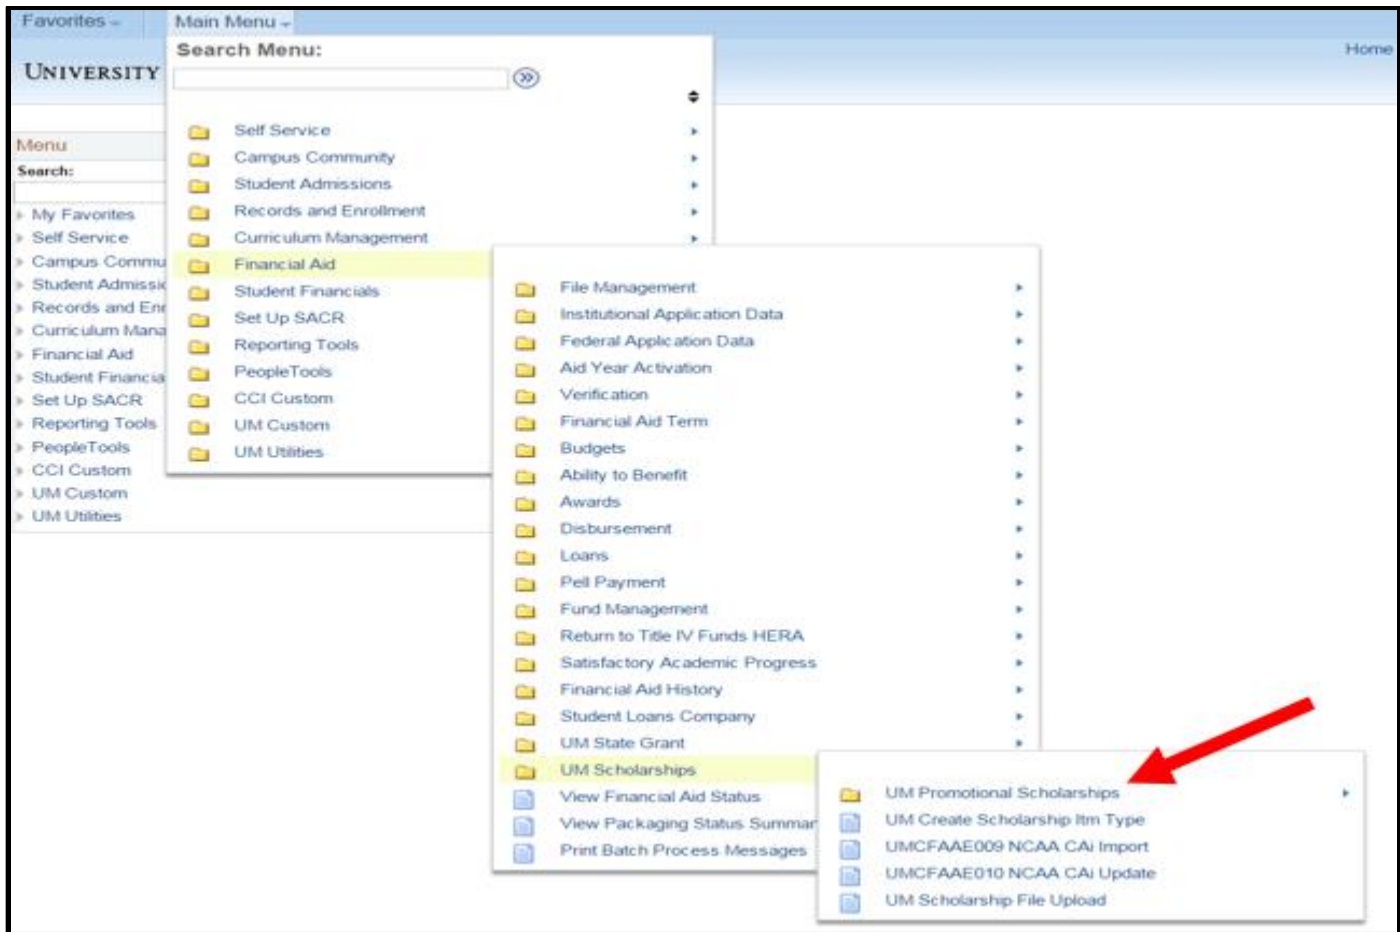 Favorites
Main Menu
Search Menu:
Home
UNIVERSITY
Self Service
Campus Community
Student Admissions
Records and Enrollment
Curriculum Management
Financial Aid
Student Financials
Set Up SACR
Reporting Tools
PeopleTools
CCI Custom
UM Custom
UM Utilities
Menu
Search:
My Favorites
Self Service
Campus Commu
Student Admissi
Records and Enr
Curriculum Mana
Financial Aid
Student Financia
Set Up SACR
Reporting Tools
PeopleTools
CCI Custom
UM Custom
UM Utilities
File Management
Institutional Application Data
Federal Application Data
Aid Year Activation
Verification
Financial Aid Term
Budgets
Ability to Benefit
Awards
Disbursement
Loans
Pell Payment
Fund Management
Return to Title IV Funds HERA
Satisfactory Academic Progress
Financial Aid History
Student Loans Company
UM State Grant
UM Scholarships
View Financial Aid Status
View Packaging Status Summar
Print Batch Process Messages
UM Promotional Scholarships
UM Create Scholarship Itm Type
UMCFAAE009 NCAA CAi Import
UMCFAAE010 NCAA CAi Update
UM Scholarship File Upload